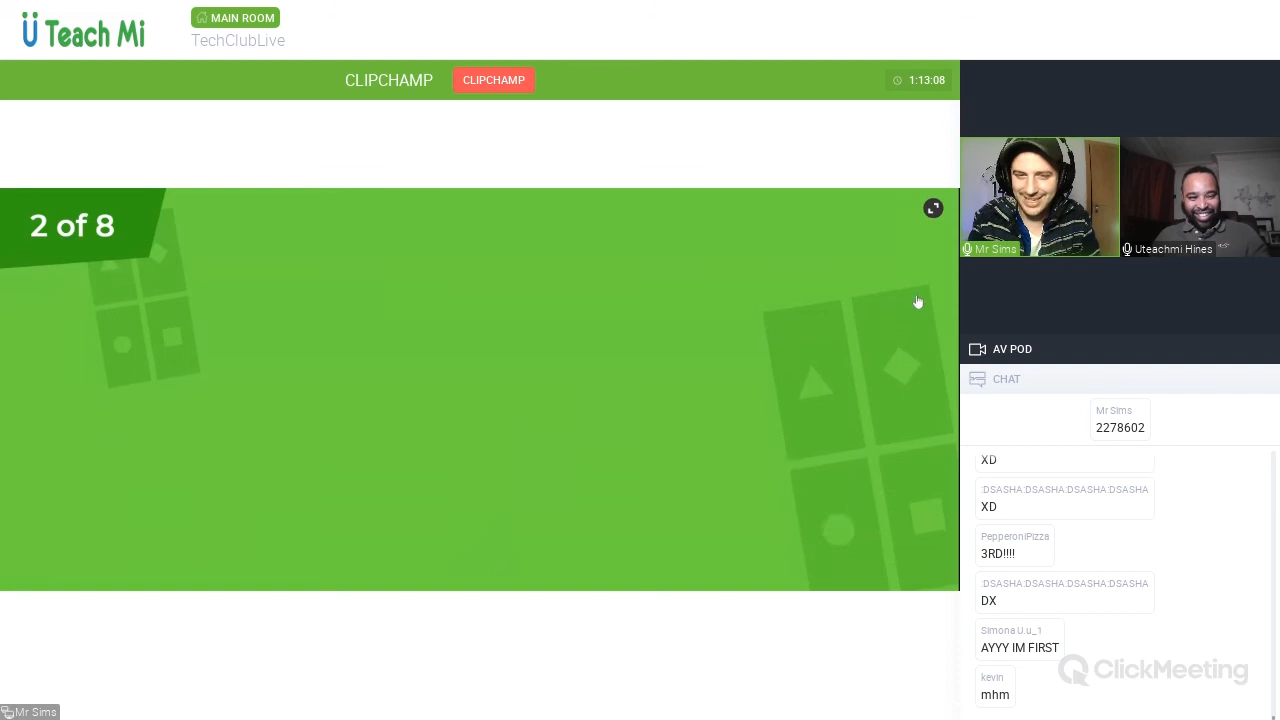 Ü Teach Mi
MAIN ROOM
TechClubLive
CLIPCHAMP
CLIPCHAMP
1:13:08
2 of 8
Mr Sims
Uteachmi Hines
AV POD
CHAT
Mr Sims
2278602
XD
:DSASHA:DSASHA:DSASHA:DSASHA
XD
PepperoniPizza
3RD!!!!
:DSASHA:DSASHA:DSASHA:DSASHA
DX
Simona U.u_1
AYYY IM FIRST
kevin
mhm
ClickMeeting
Mr Sims